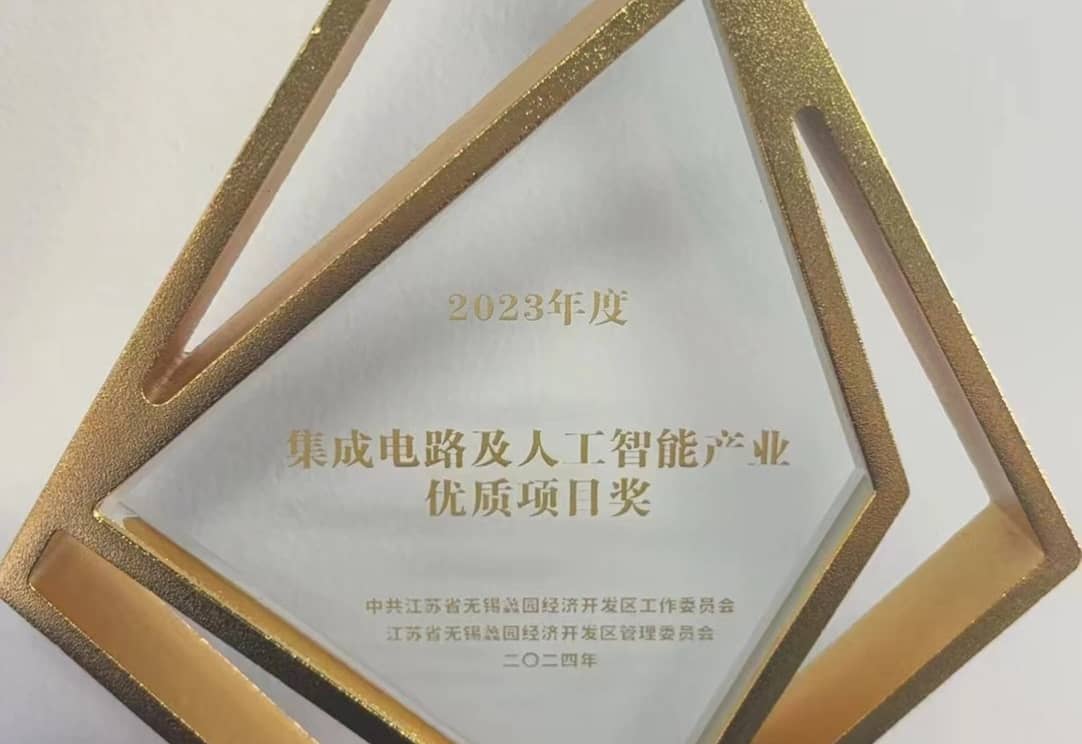 2023年度
集成电路及人工智能产业
优质项目奖
中共江苏省无锡蠡园经济开发区工作委员会
江苏省无锡蠡园经济开发区管理委员会
二〇二四年